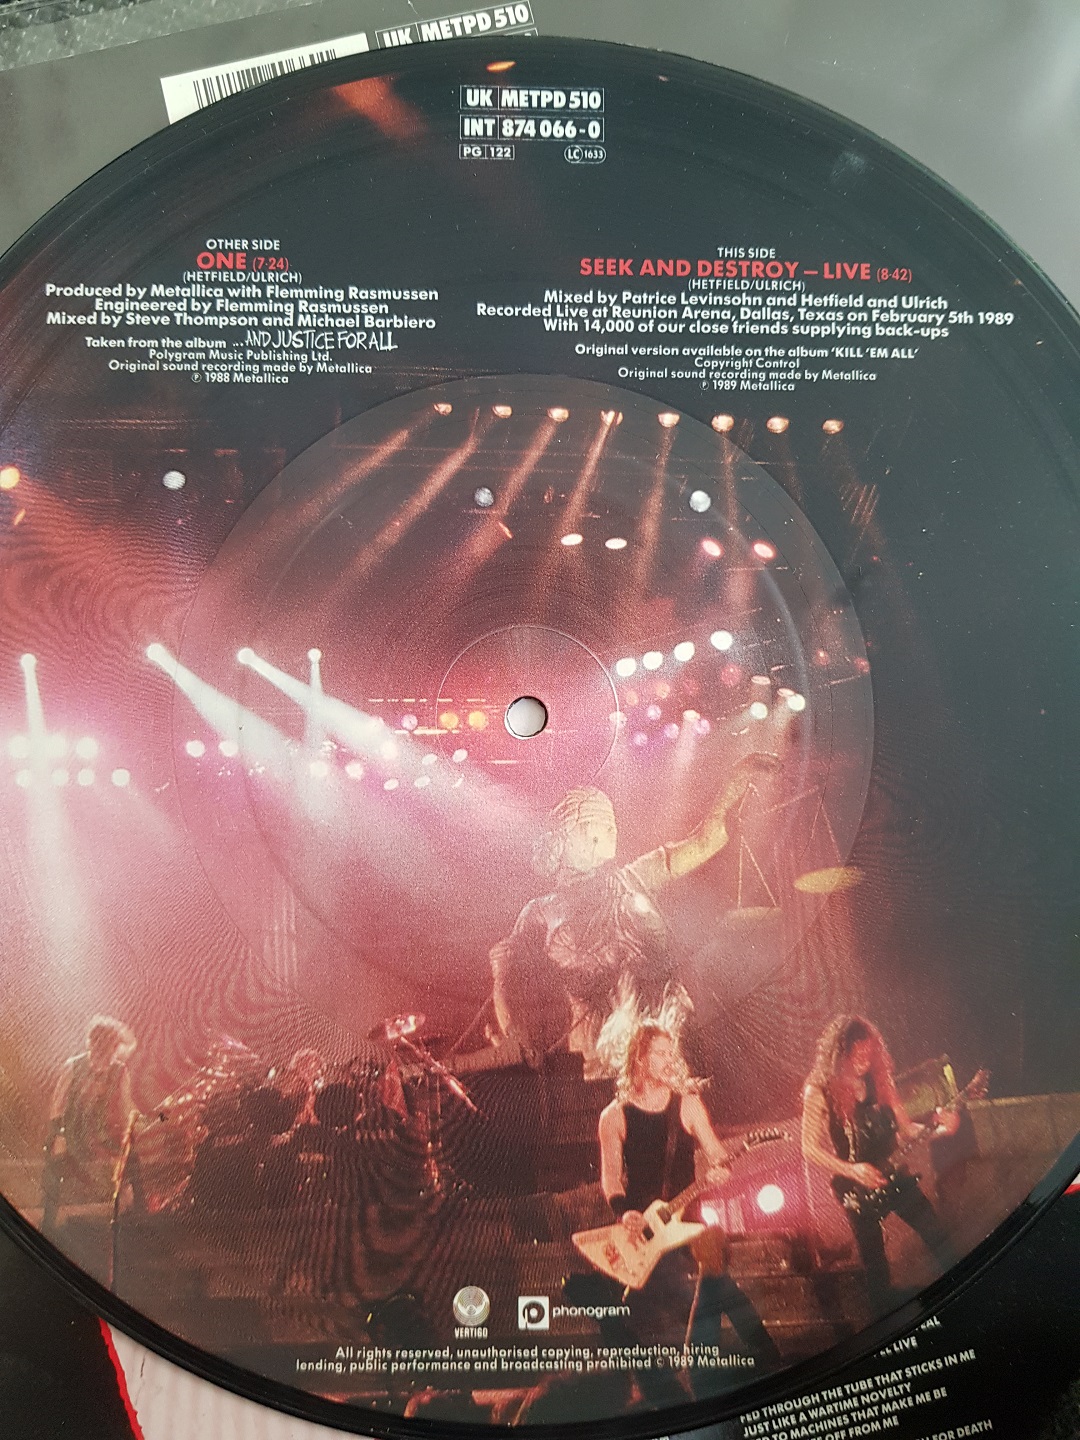 UK METPD 510
UK METPD 510
INT 874 066-0
PG 122
LC 1633
OTHER SIDE
ONE (7·24)
(HETFIELD/ULRICH)
Produced by Metallica with Flemming Rasmussen
Engineered by Flemming Rasmussen
Mixed by Steve Thompson and Michael Barbiero
Taken from the album ...AND JUSTICE FOR ALL
Polygram Music Publishing Ltd.
Original sound recording made by Metallica
℗ 1988 Metallica
THIS SIDE
SEEK AND DESTROY – LIVE (8·42)
(HETFIELD/ULRICH)
Mixed by Patrice Levinsohn and Hetfield and Ulrich
Recorded Live at Reunion Arena, Dallas, Texas on February 5th 1989
With 14,000 of our close friends supplying back-ups
Original version available on the album 'KILL 'EM ALL'
Copyright Control
Original sound recording made by Metallica
℗ 1989 Metallica
VERTIGO
phonogram
All rights reserved, unauthorised copying, reproduction, hiring
lending, public performance and broadcasting prohibited © 1989 Metallica
LIVE
FED THROUGH THE TUBE THAT STICKS IN ME
JUST LIKE A WARTIME NOVELTY
TO MACHINES THAT MAKE ME BE
OFF FROM ME
FOR DEATH